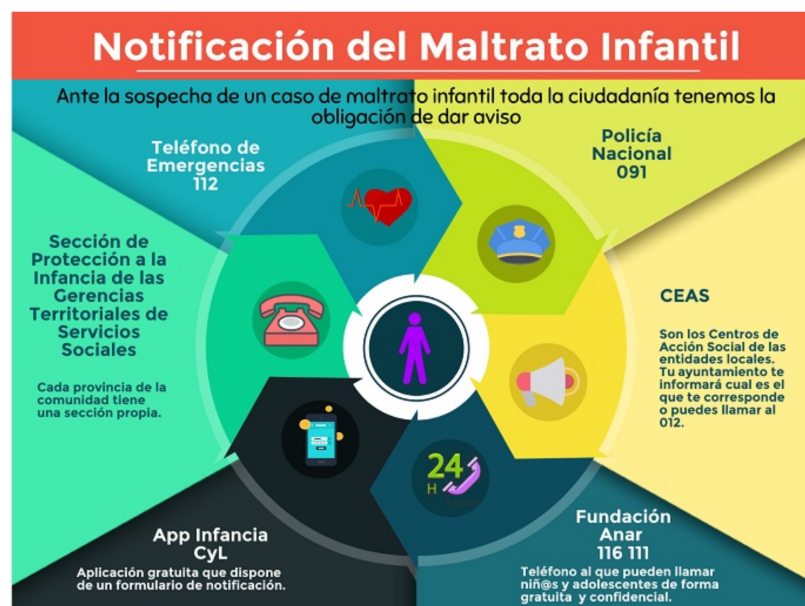 Notificación del Maltrato Infantil
Ante la sospecha de un caso de maltrato infantil toda la ciudadanía tenemos la
obligación de dar aviso
Teléfono de
Emergencias
112
Policía
Nacional
091
Sección de
Protección a la
Infancia de las
Gerencias
Territoriales de
Servicios
Sociales
Cada provincia de la
comunidad tiene
una sección propia.
CEAS
Son los Centros de
Acción Social de las
entidades locales.
Tu ayuntamiento te
informará cual es el
que te corresponde
o puedes llamar al
012.
24
H
App Infancia
CyL
Aplicación gratuita que dispone
de un formulario de notificación.
Fundación
Anar
116 111
Teléfono al que pueden llamar
niñ@s y adolescentes de forma
gratuita y confidencial.